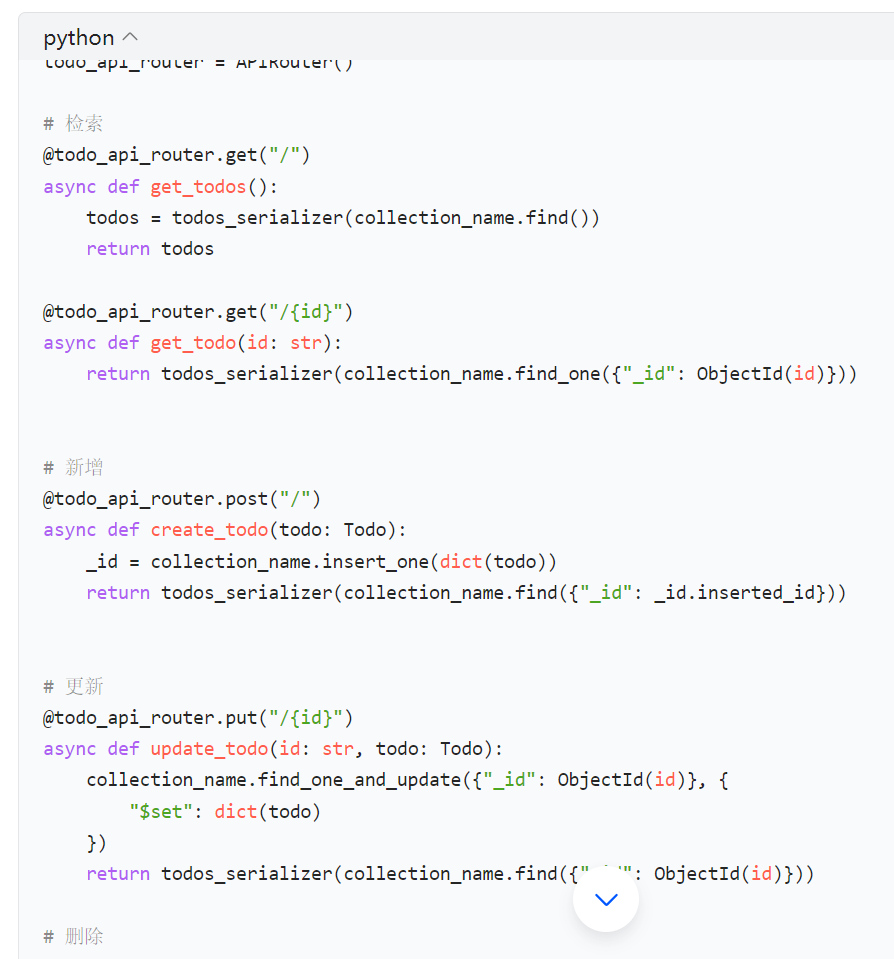 python
todo_api_router = APIRouter()
# 检索
@todo_api_router.get("/")
async def get_todos():
    todos = todos_serializer(collection_name.find())
    return todos
@todo_api_router.get("/{id}")
async def get_todo(id: str):
    return todos_serializer(collection_name.find_one({"_id": ObjectId(id)}))
# 新增
@todo_api_router.post("/")
async def create_todo(todo: Todo):
    _id = collection_name.insert_one(dict(todo))
    return todos_serializer(collection_name.find({"_id": _id.inserted_id}))
# 更新
@todo_api_router.put("/{id}")
async def update_todo(id: str, todo: Todo):
    collection_name.find_one_and_update({"_id": ObjectId(id)}, {
        "$set": dict(todo)
    })
    return todos_serializer(collection_name.find({"_id": ObjectId(id)}))
# 删除